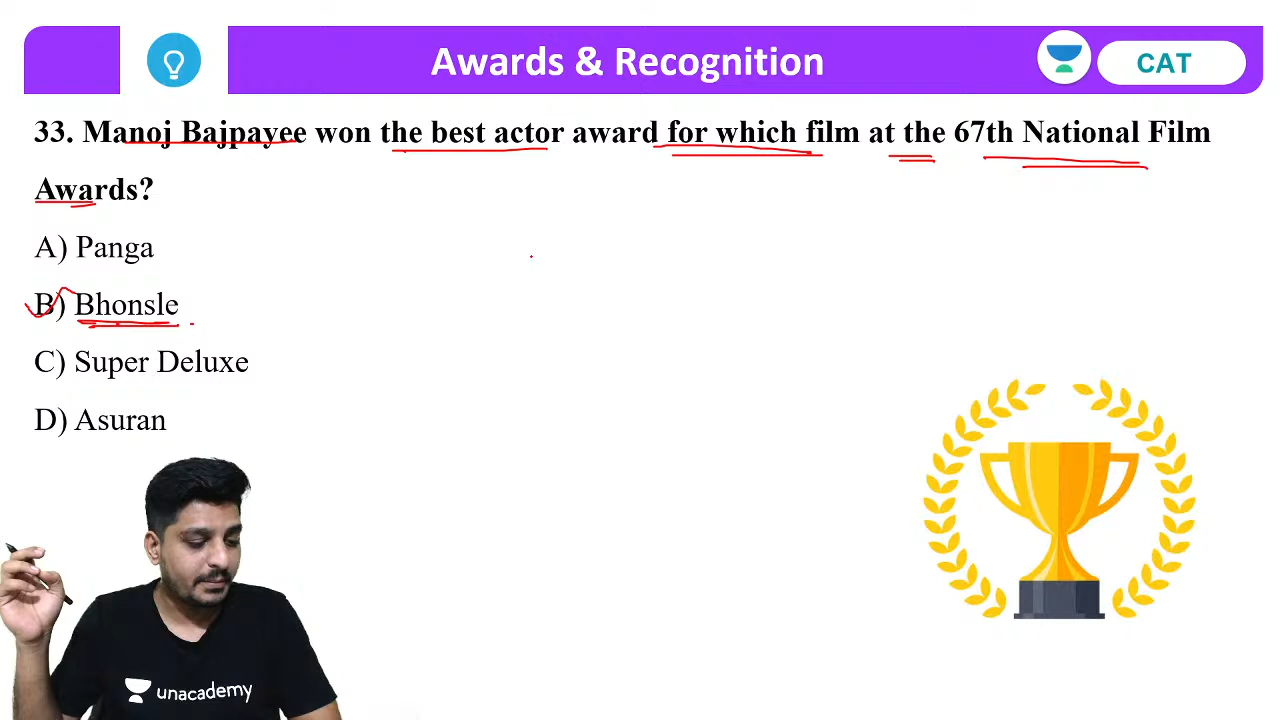 Awards & Recognition
CAT
33. Manoj Bajpayee won the best actor award for which film at the 67th National Film
Awards?
A) Panga
B) Bhonsle
C) Super Deluxe
D) Asuran
unacademy